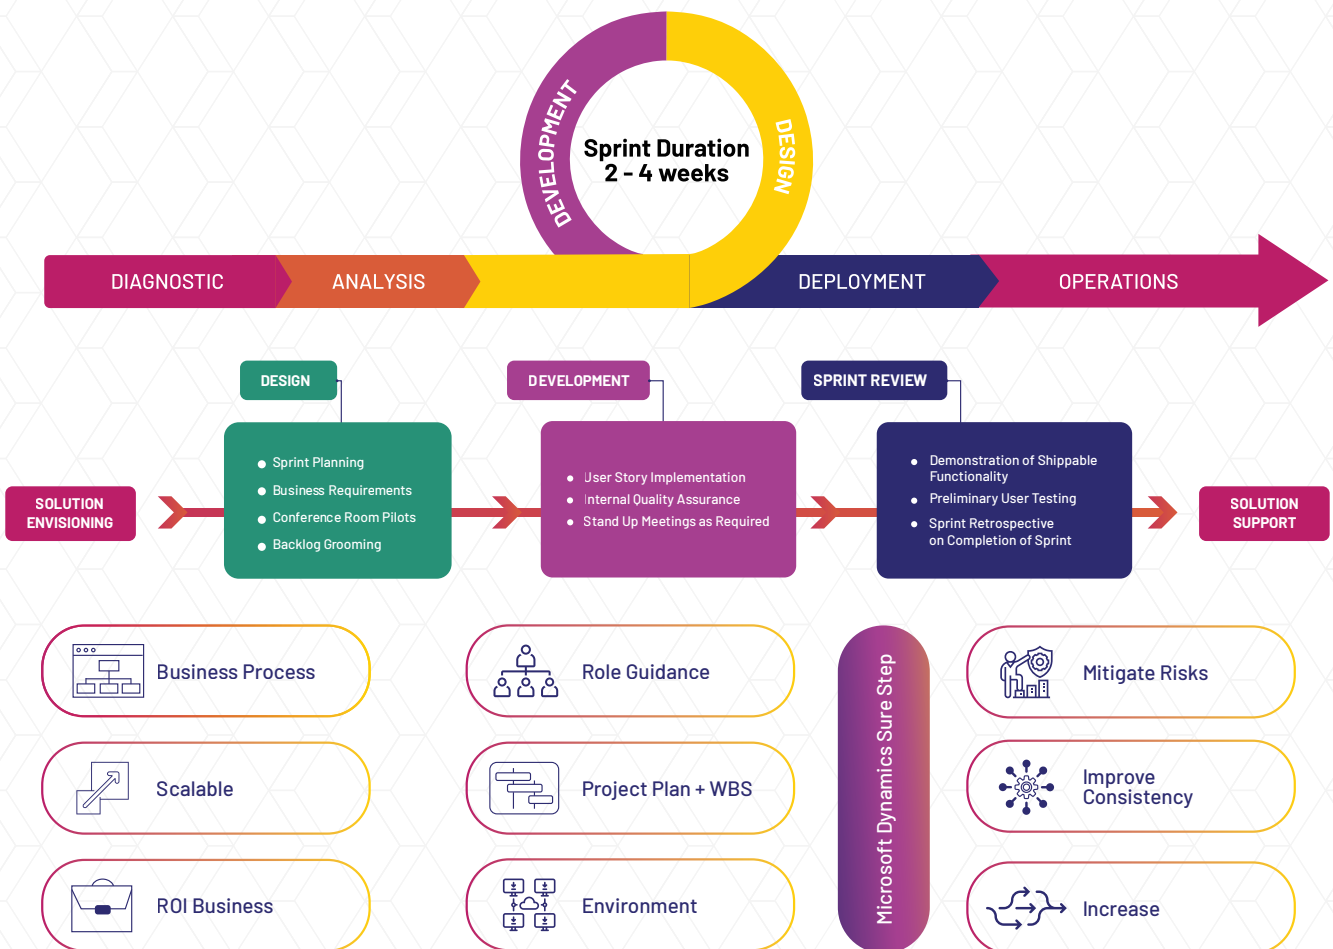 DEVELOPMENT
DESIGN
Sprint Duration
2 - 4 weeks
DIAGNOSTIC
ANALYSIS
DEPLOYMENT
OPERATIONS
DESIGN
DEVELOPMENT
SPRINT REVIEW
SOLUTION
ENVISIONING
Sprint Planning
Business Requirements
Conference Room Pilots
Backlog Grooming
User Story Implementation
Internal Quality Assurance
Stand Up Meetings as Required
Demonstration of Shippable
Functionality
Preliminary User Testing
Sprint Retrospective
on Completion of Sprint
SOLUTION
SUPPORT
Business Process
Scalable
ROI Business
Role Guidance
Project Plan + WBS
Environment
Microsoft Dynamics Sure Step
Mitigate Risks
Improve
Consistency
Increase